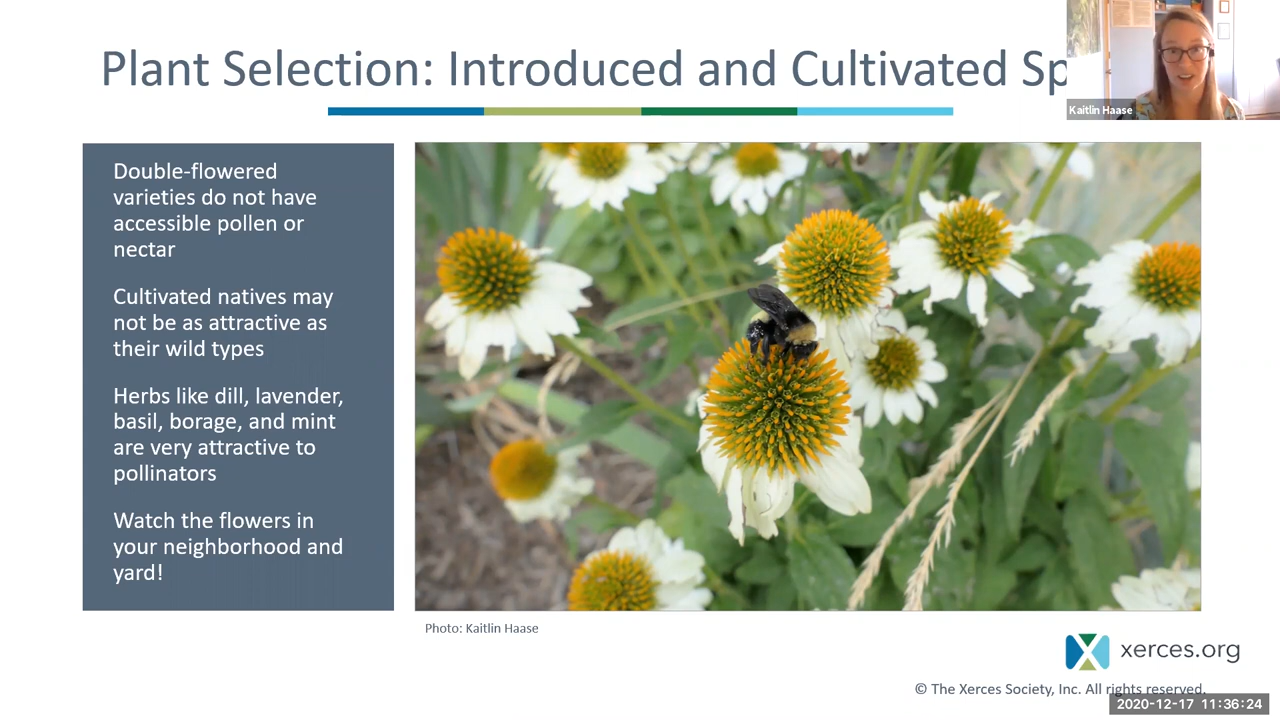 Plant Selection: Introduced and Cultivated Sp
Kaitlin Haase
Double-flowered
varieties do not have
accessible pollen or
nectar
Cultivated natives may
not be as attractive as
their wild types
Herbs like dill, lavender,
basil, borage, and mint
are very attractive to
pollinators
Watch the flowers in
your neighborhood and
yard!
Photo: Kaitlin Haase
xerces.org
© The Xerces Society, Inc. All rights reserved.
2020-12-17 11:36:24